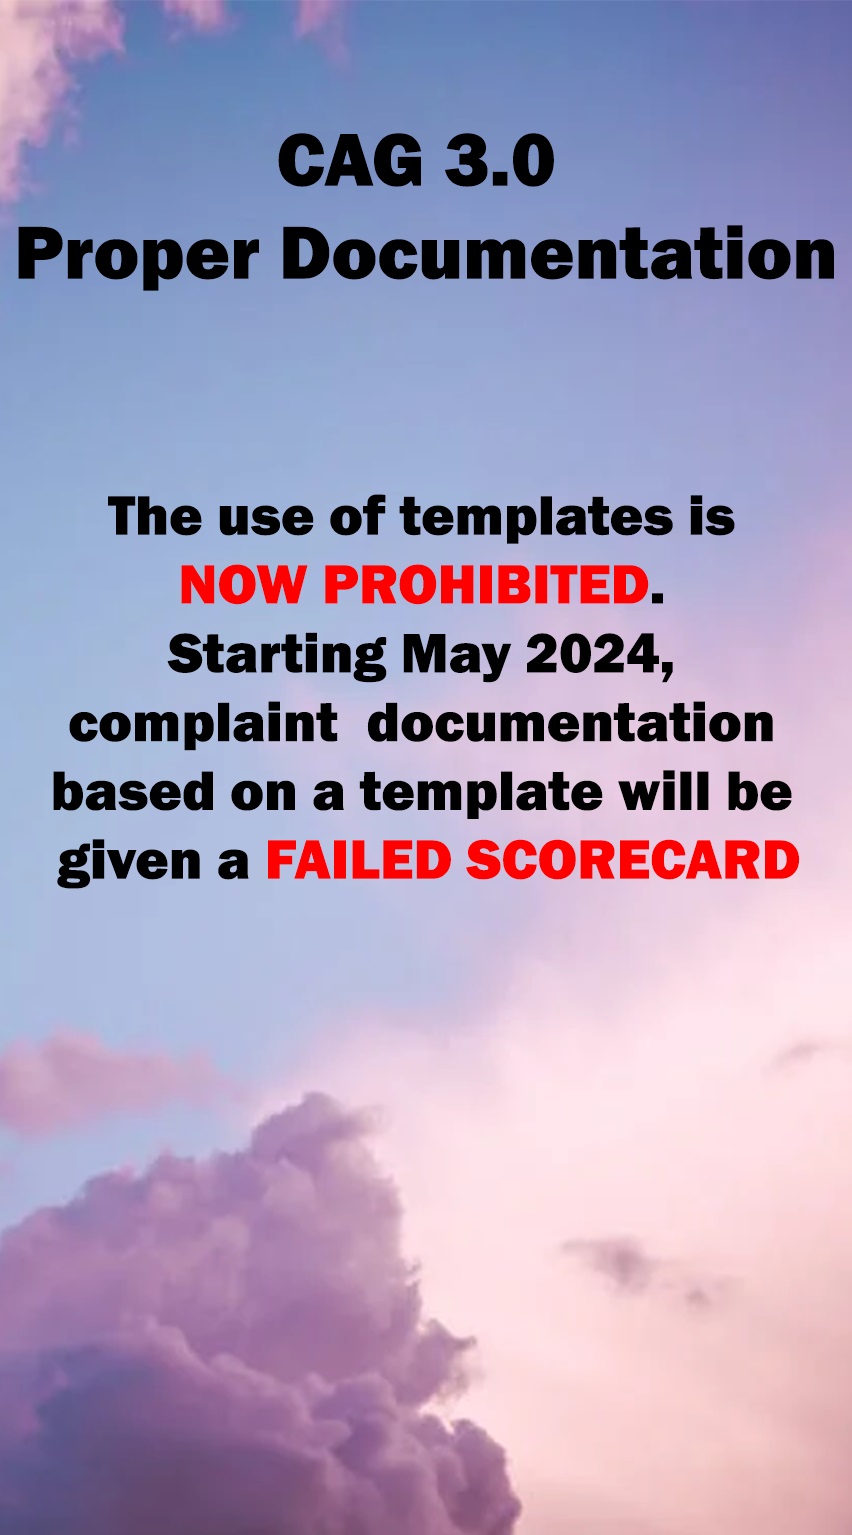 CAG 3.0
Proper Documentation
The use of templates is
NOW PROHIBITED.
Starting May 2024,
complaint  documentation
based on a template will be
given a FAILED SCORECARD